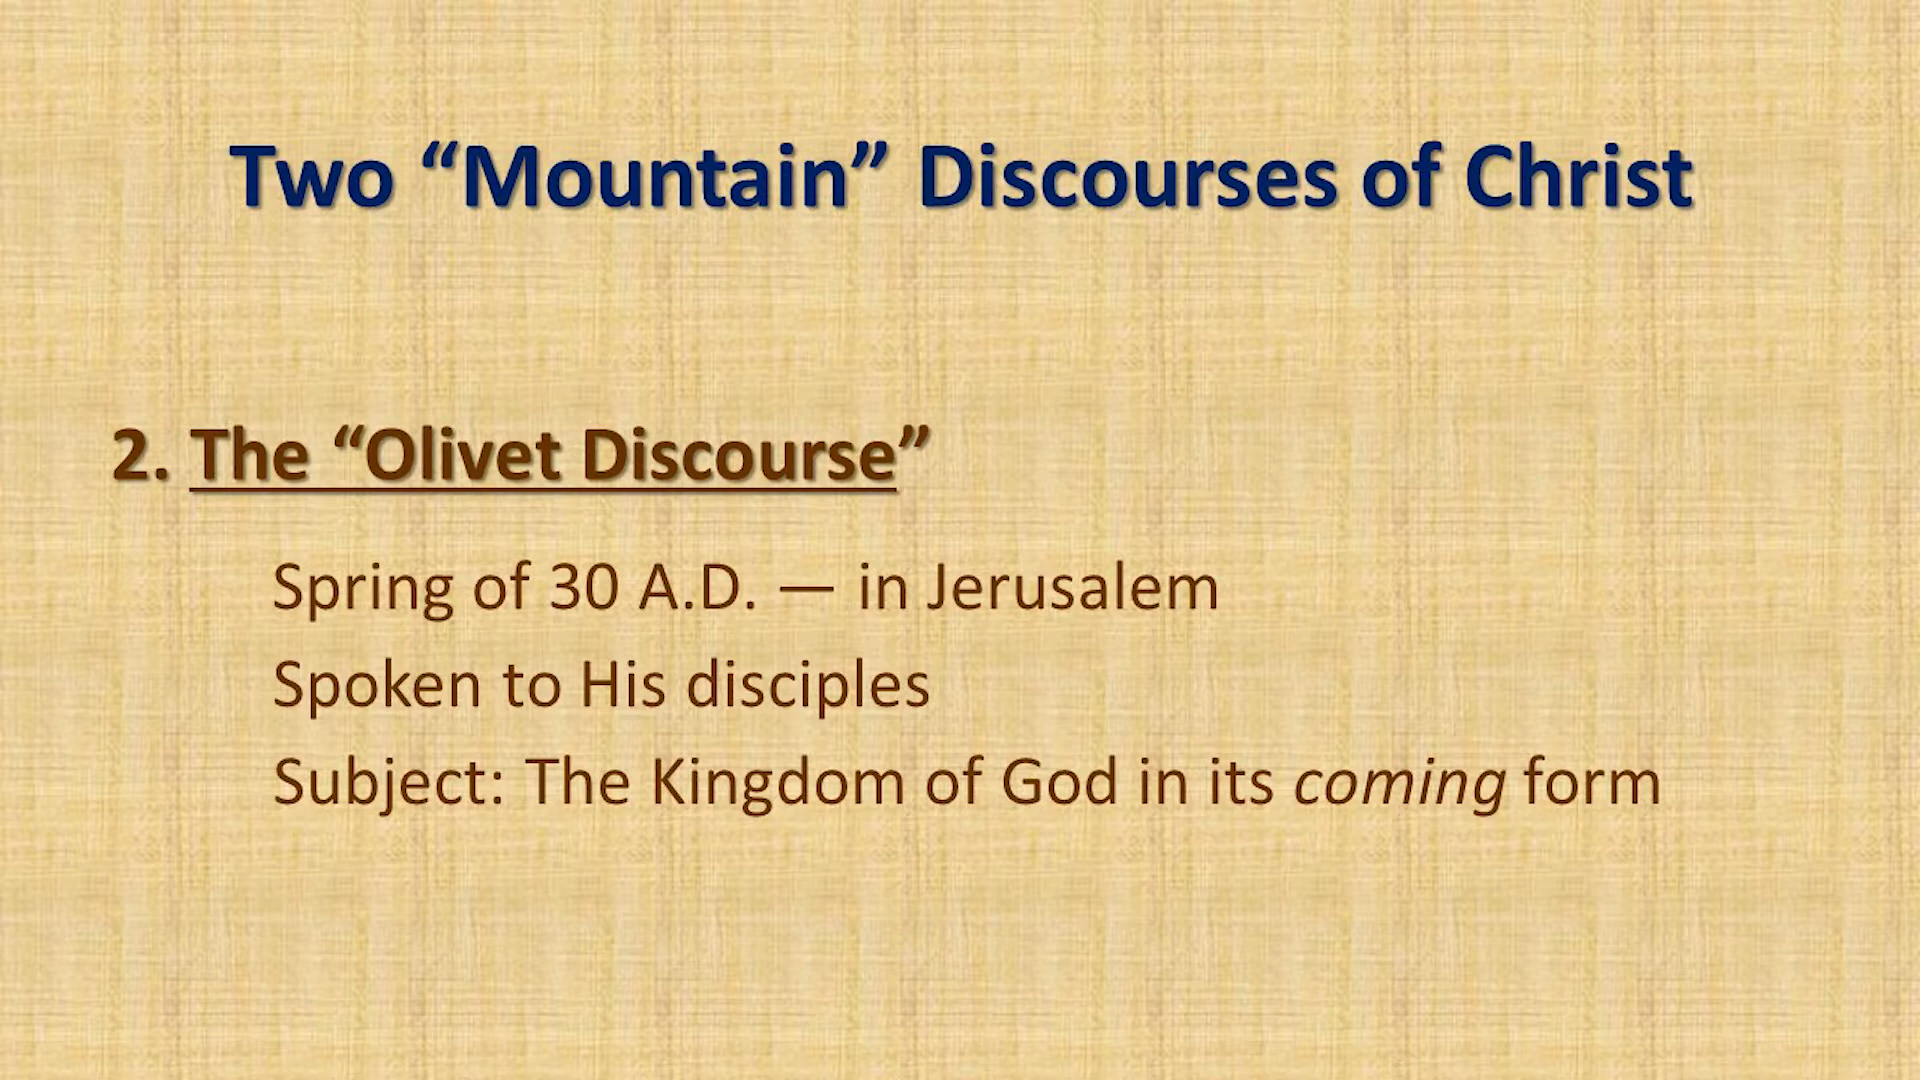 Two “Mountain” Discourses of Christ
2. The “Olivet Discourse”
Spring of 30 A.D. — in Jerusalem
Spoken to His disciples
Subject: The Kingdom of God in its coming form